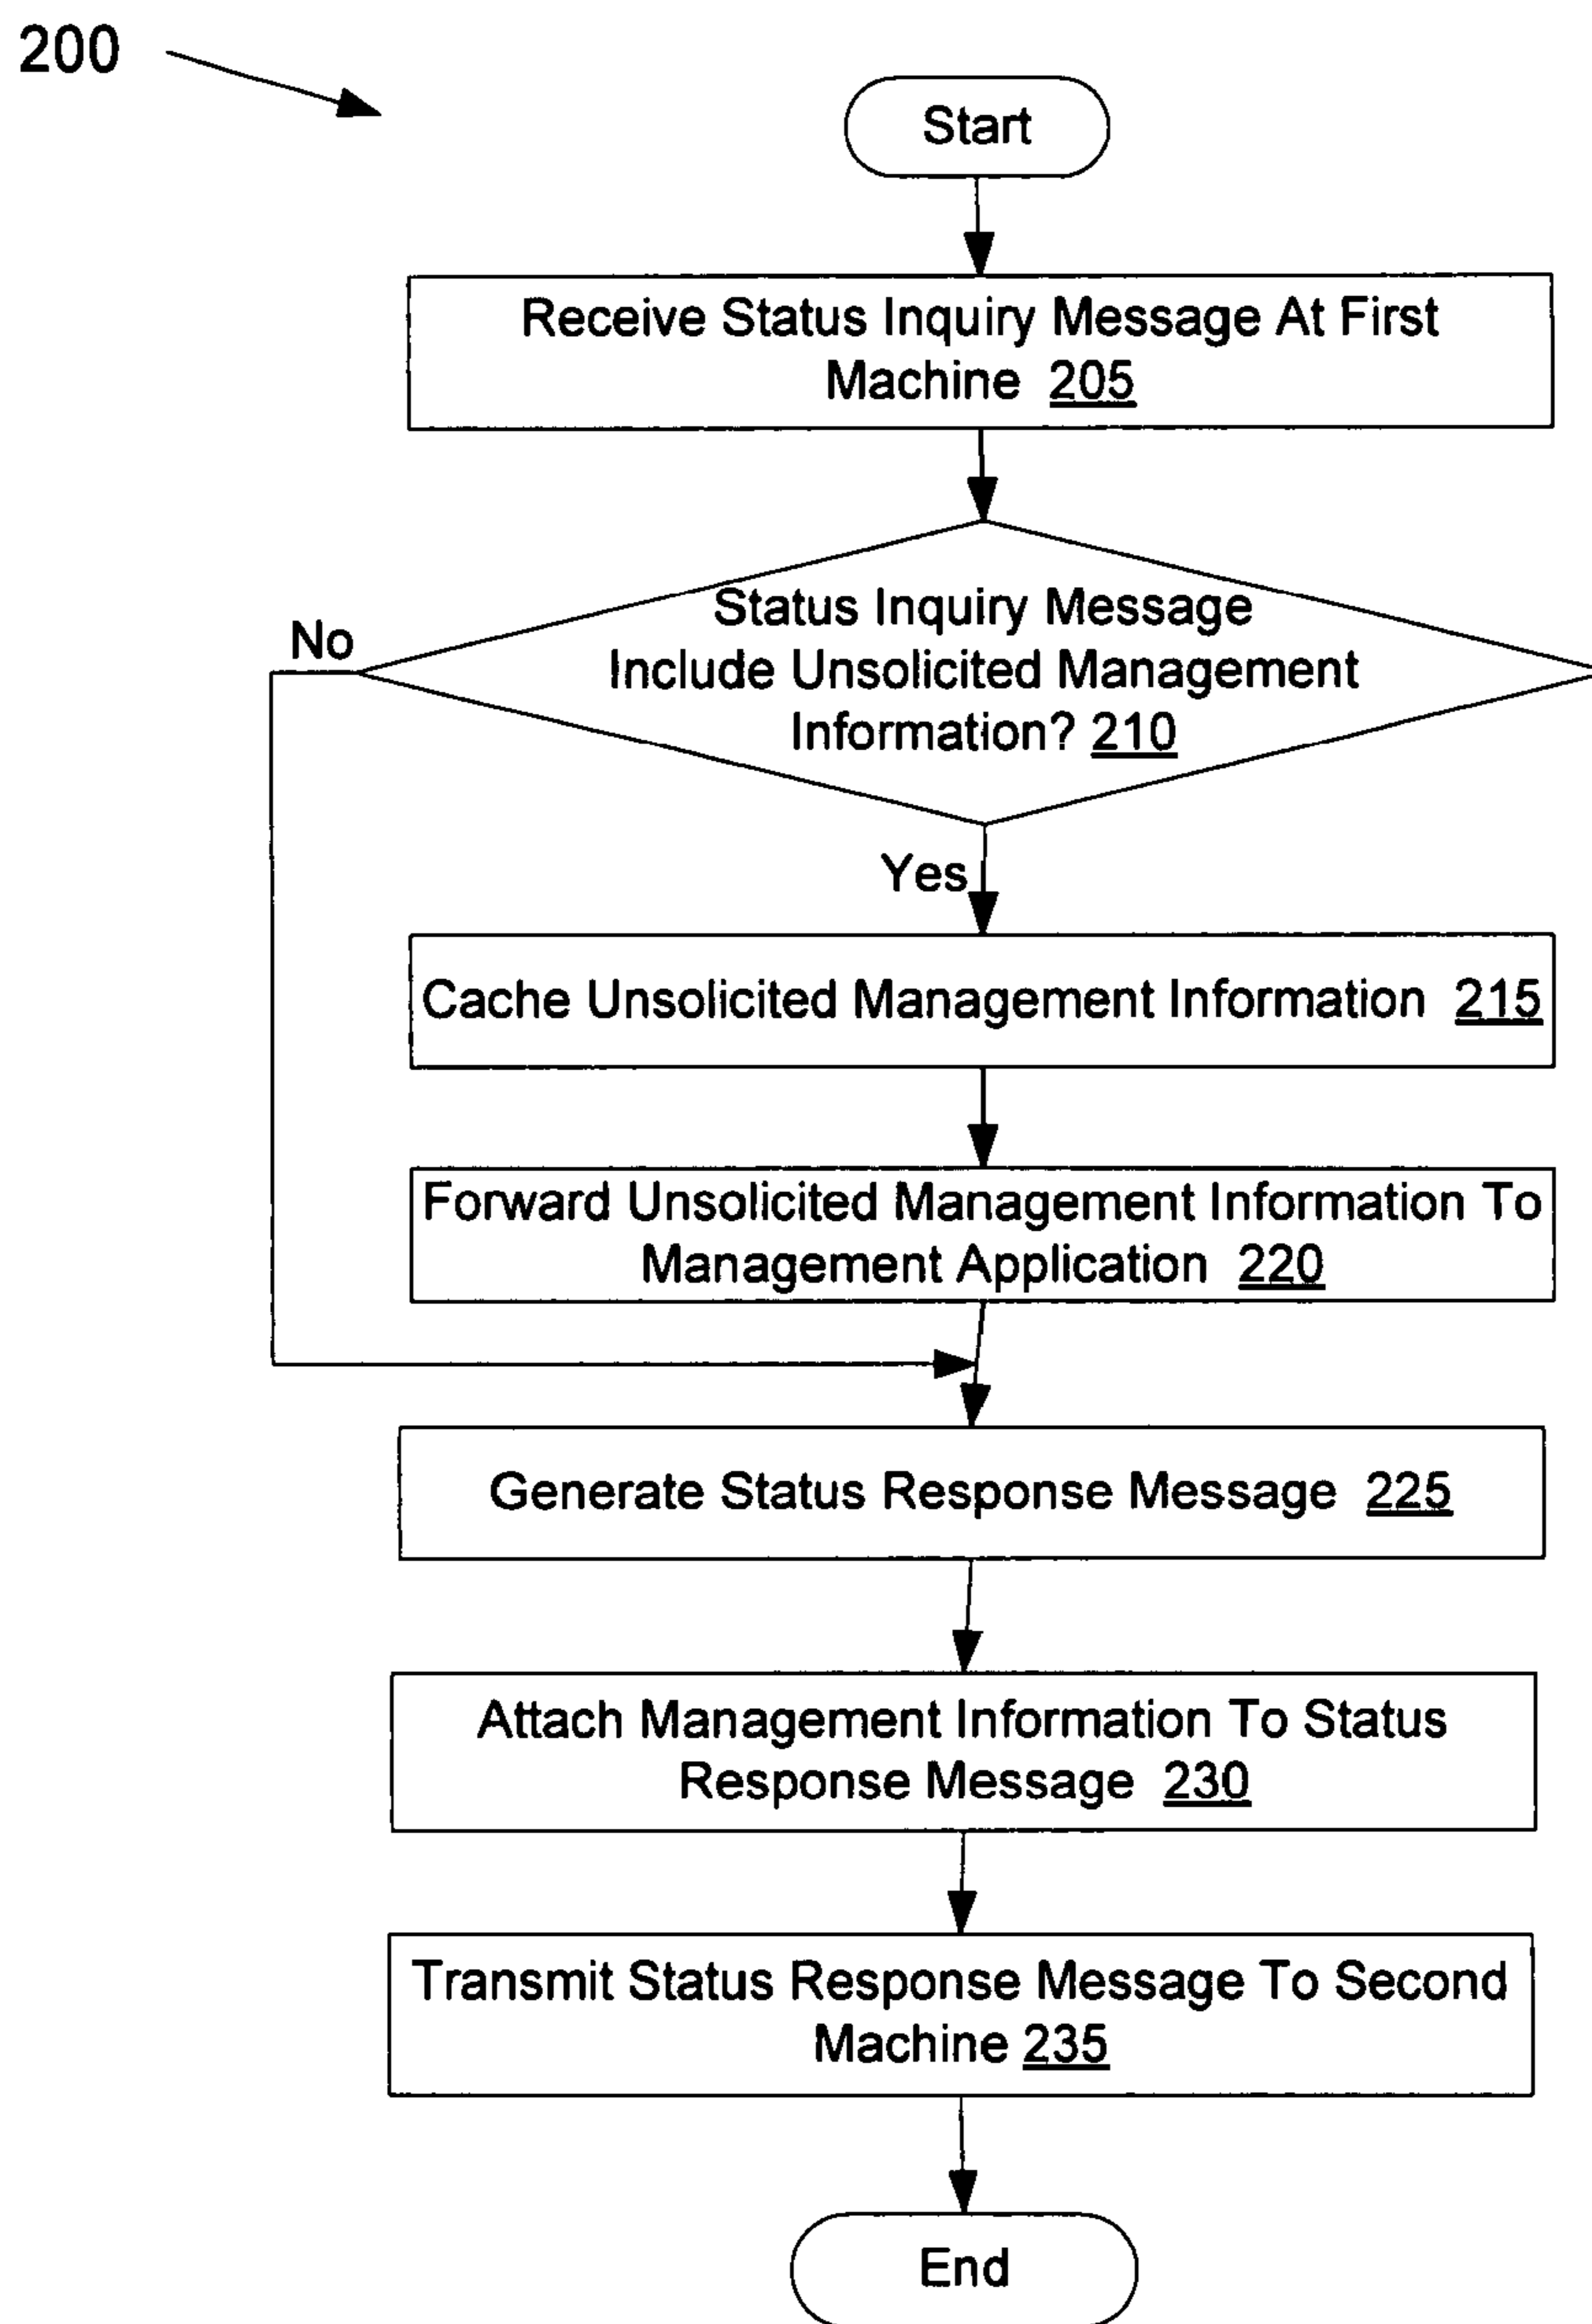 200
Start
Receive Status Inquiry Message At First
Machine 205
Status Inquiry Message
Include Unsolicited Management
Information? 210
No
Yes
Cache Unsolicited Management Information 215
Forward Unsolicited Management Information To
Management Application 220
Generate Status Response Message 225
Attach Management Information To Status
Response Message 230
Transmit Status Response Message To Second
Machine 235
End